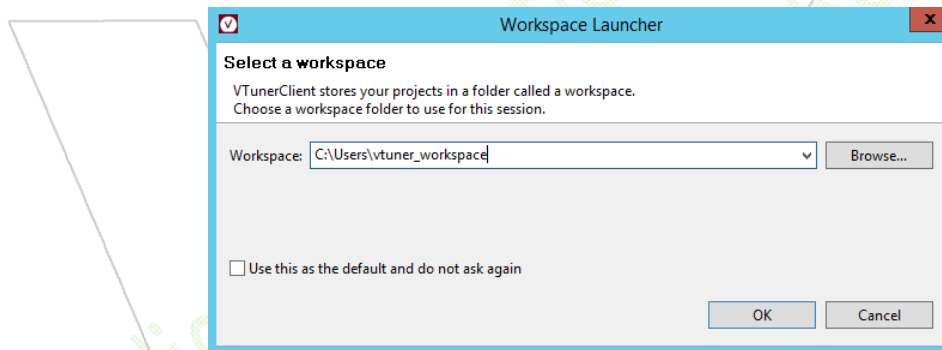 Workspace Launcher
x
Select a workspace
VTunerClient stores your projects in a folder called a workspace.
Choose a workspace folder to use for this session.
Workspace: C:\Users\vtuner_workspace Browse...
Use this as the default and do not ask again
OK Cancel